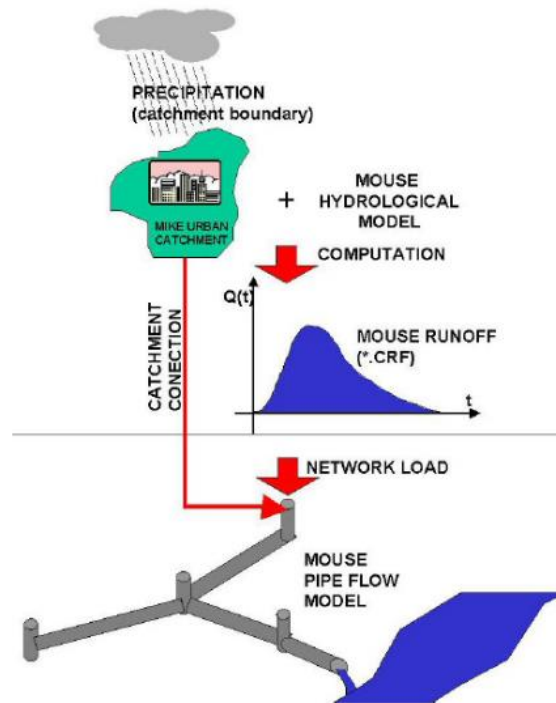 PRECIPITATION
(catchment boundary)
MIKE URBAN
CATCHMENT
+
MOUSE
HYDROLOGICAL
MODEL
COMPUTATION
Q(t)
MOUSE RUNOFF
(*.CRF)
t
CATCHMENT
CONECTION
NETWORK LOAD
MOUSE
PIPE FLOW
MODEL